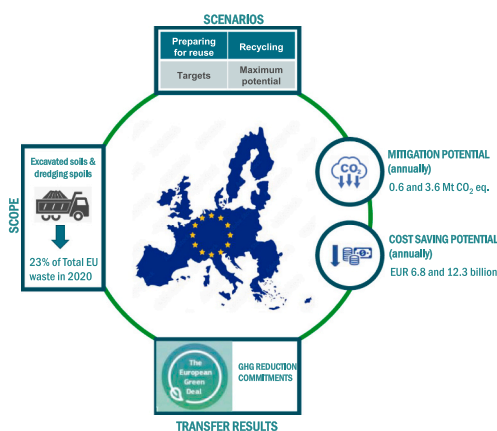 SCENARIOS
Preparing for reuse
Recycling
Targets
Maximum potential
SCOPE
Excavated soils &
dredging spoils
23% of Total EU
waste in 2020
CO₂
MITIGATION POTENTIAL
(annually)
0.6 and 3.6 Mt CO₂ eq.
COST SAVING POTENTIAL
(annually)
EUR 6.8 and 12.3 billion
The
European
Green
Deal
GHG REDUCTION
COMMITMENTS
TRANSFER RESULTS